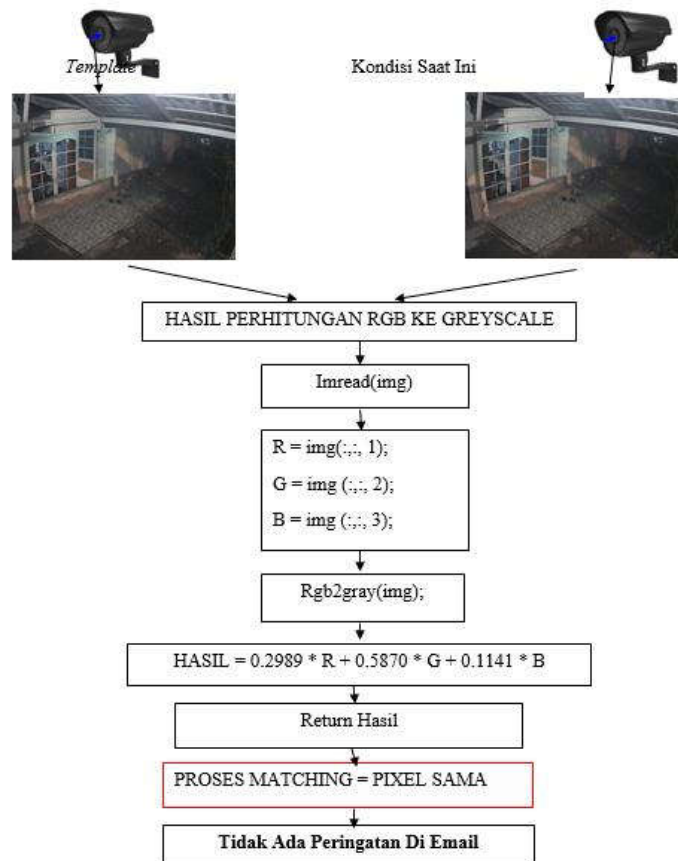 Template
Kondisi Saat Ini
HASIL PERHITUNGAN RGB KE GREYSCALE
Imread(img)
R = img(:,:, 1);
G = img (:,:, 2);
B = img (:,:, 3);
Rgb2gray(img);
HASIL = 0.2989 * R + 0.5870 * G + 0.1141 * B
Return Hasil
PROSES MATCHING = PIXEL SAMA
Tidak Ada Peringatan Di Email